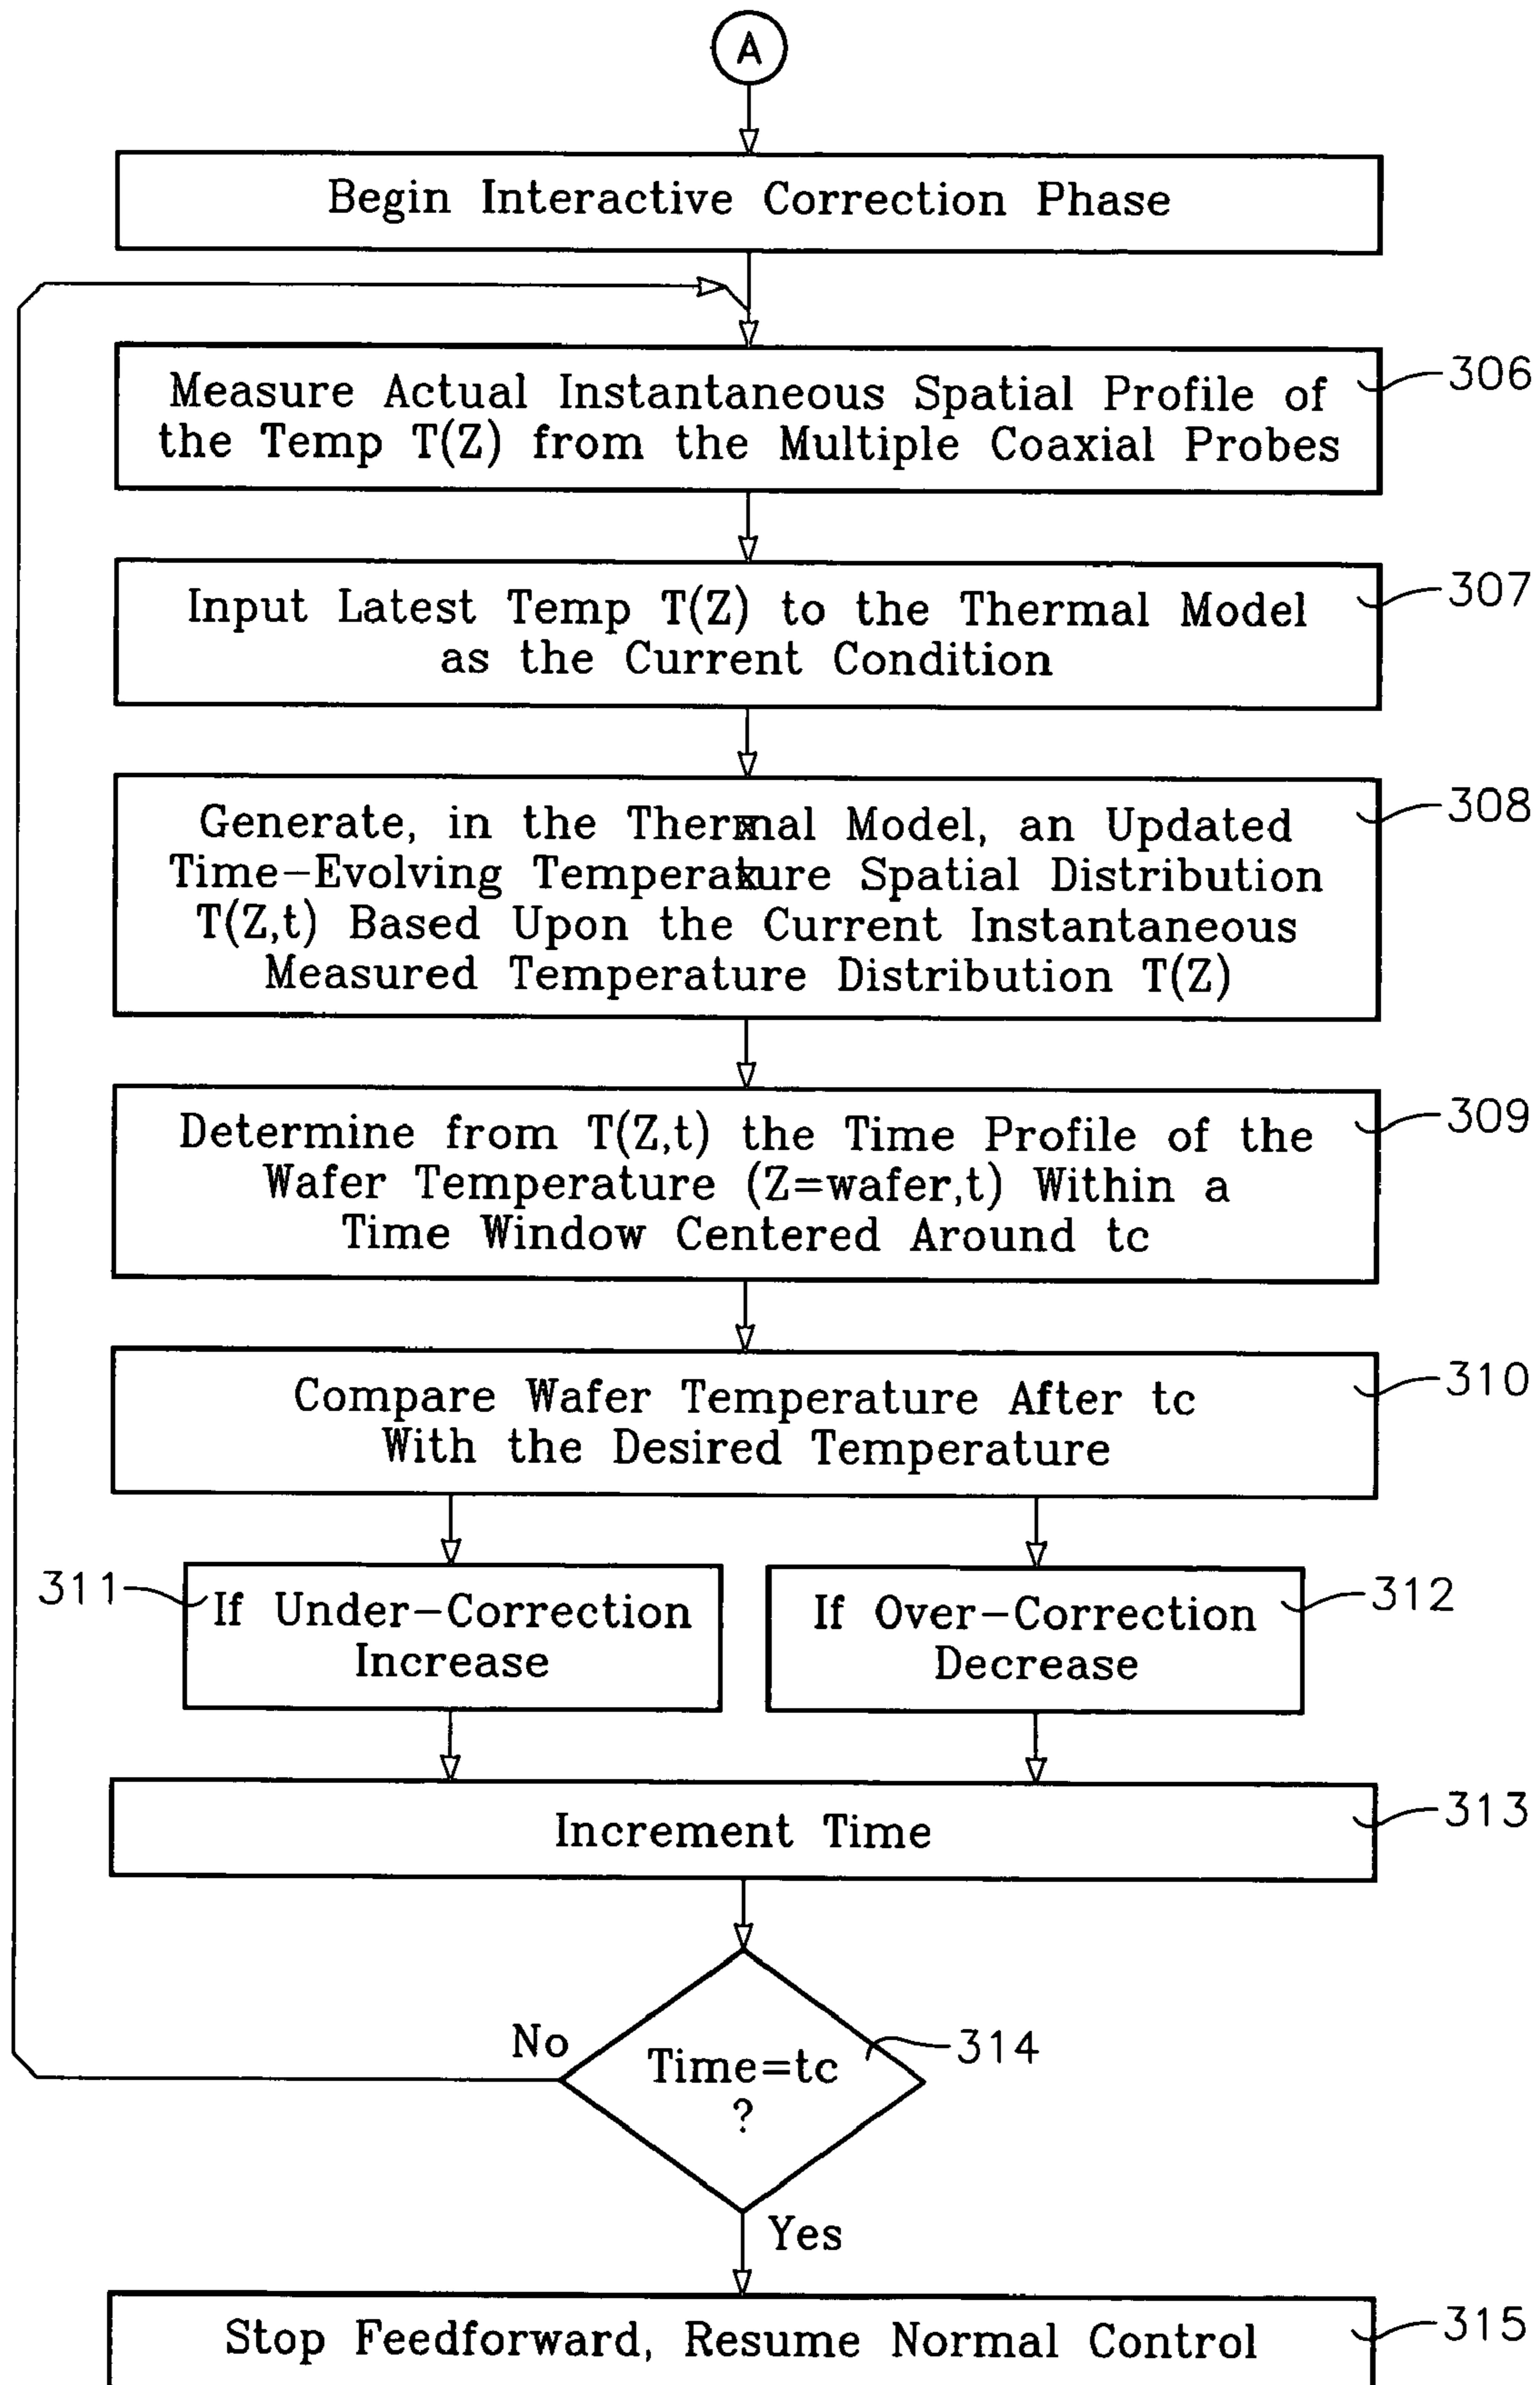 A
Begin Interactive Correction Phase
Measure Actual Instantaneous Spatial Profile of
the Temp T(Z) from the Multiple Coaxial Probes
306
Input Latest Temp T(Z) to the Thermal Model
as the Current Condition
307
Generate, in the Thermal Model, an Updated
Time-Evolving Temperature Spatial Distribution
T(Z,t) Based Upon the Current Instantaneous
Measured Temperature Distribution T(Z)
308
Determine from T(Z,t) the Time Profile of the
Wafer Temperature (Z=wafer,t) Within a
Time Window Centered Around tc
309
Compare Wafer Temperature After tc
With the Desired Temperature
310
311
If Under-Correction
Increase
If Over-Correction
Decrease
312
Increment Time
313
No
Time=tc
?
314
Yes
Stop Feedforward, Resume Normal Control
315